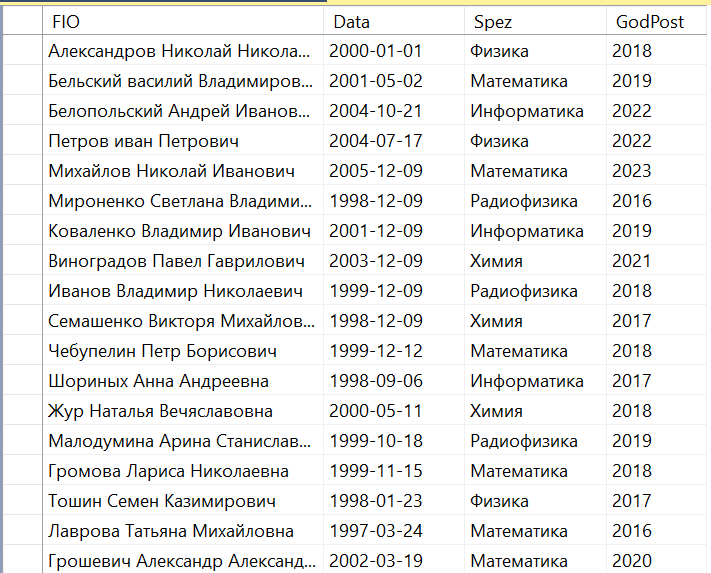 FIO Data Spez GodPost
Александров Николай Никола... 2000-01-01 Физика 2018
Бельский василий Владимиров... 2001-05-02 Математика 2019
Белопольский Андрей Иванов... 2004-10-21 Информатика 2022
Петров иван Петрович 2004-07-17 Физика 2022
Михайлов Николай Иванович 2005-12-09 Математика 2023
Мироненко Светлана Владими... 1998-12-09 Радиофизика 2016
Коваленко Владимир Иванович 2001-12-09 Информатика 2019
Виноградов Павел Гаврилович 2003-12-09 Химия 2021
Иванов Владимир Николаевич 1999-12-09 Радиофизика 2018
Семашенко Викторя Михайлов... 1998-12-09 Химия 2017
Чебупелин Петр Борисович 1999-12-12 Математика 2018
Шориных Анна Андреевна 1998-09-06 Информатика 2017
Жур Наталья Вечяславовна 2000-05-11 Химия 2018
Малодумина Арина Станислав... 1999-10-18 Радиофизика 2019
Громова Лариса Николаевна 1999-11-15 Математика 2018
Тошин Семен Казимирович 1998-01-23 Физика 2017
Лаврова Татьяна Михайловна 1997-03-24 Математика 2016
Грошевич Александр Александ... 2002-03-19 Математика 2020